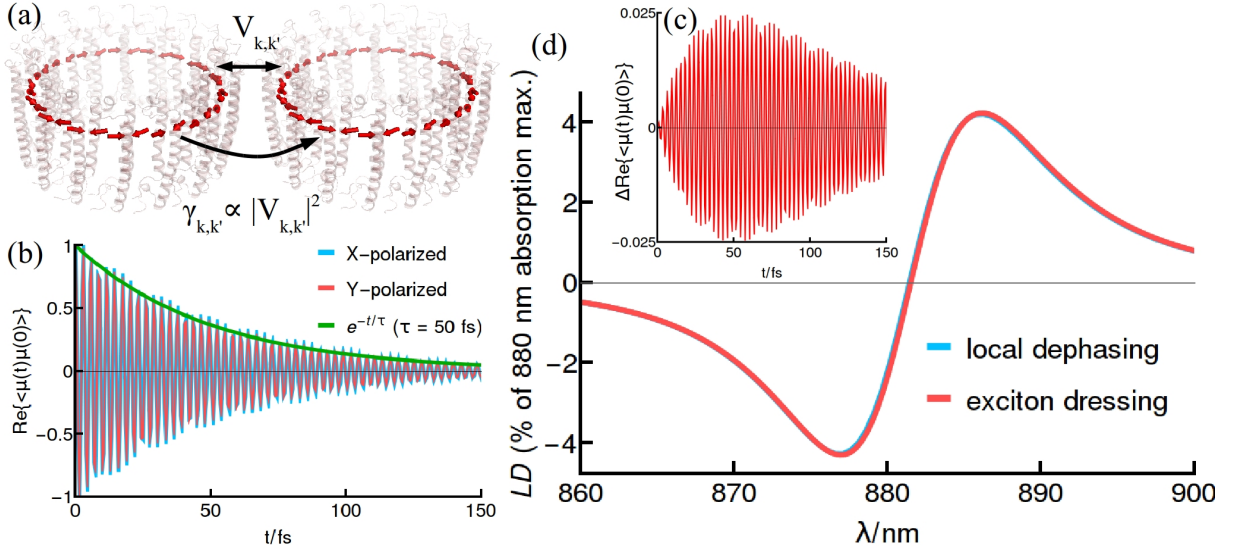 (a)
V_{k,k'}
γ_{k,k'} ∝ |V_{k,k'}|²
(b)
1
0.5
0
-0.5
-1
Re{<μ(t)μ(0)>}
X-polarized
Y-polarized
e^{-t/τ} (τ = 50 fs)
0 50 100 150
t/fs
(c)
0.025
0
-0.025
ΔRe{<μ(t)μ(0)>}
0 50 100 150
t/fs
(d)
LD (% of 880 nm absorption max.)
4
2
0
-2
-4
local dephasing
exciton dressing
860 870 880 890 900
λ/nm